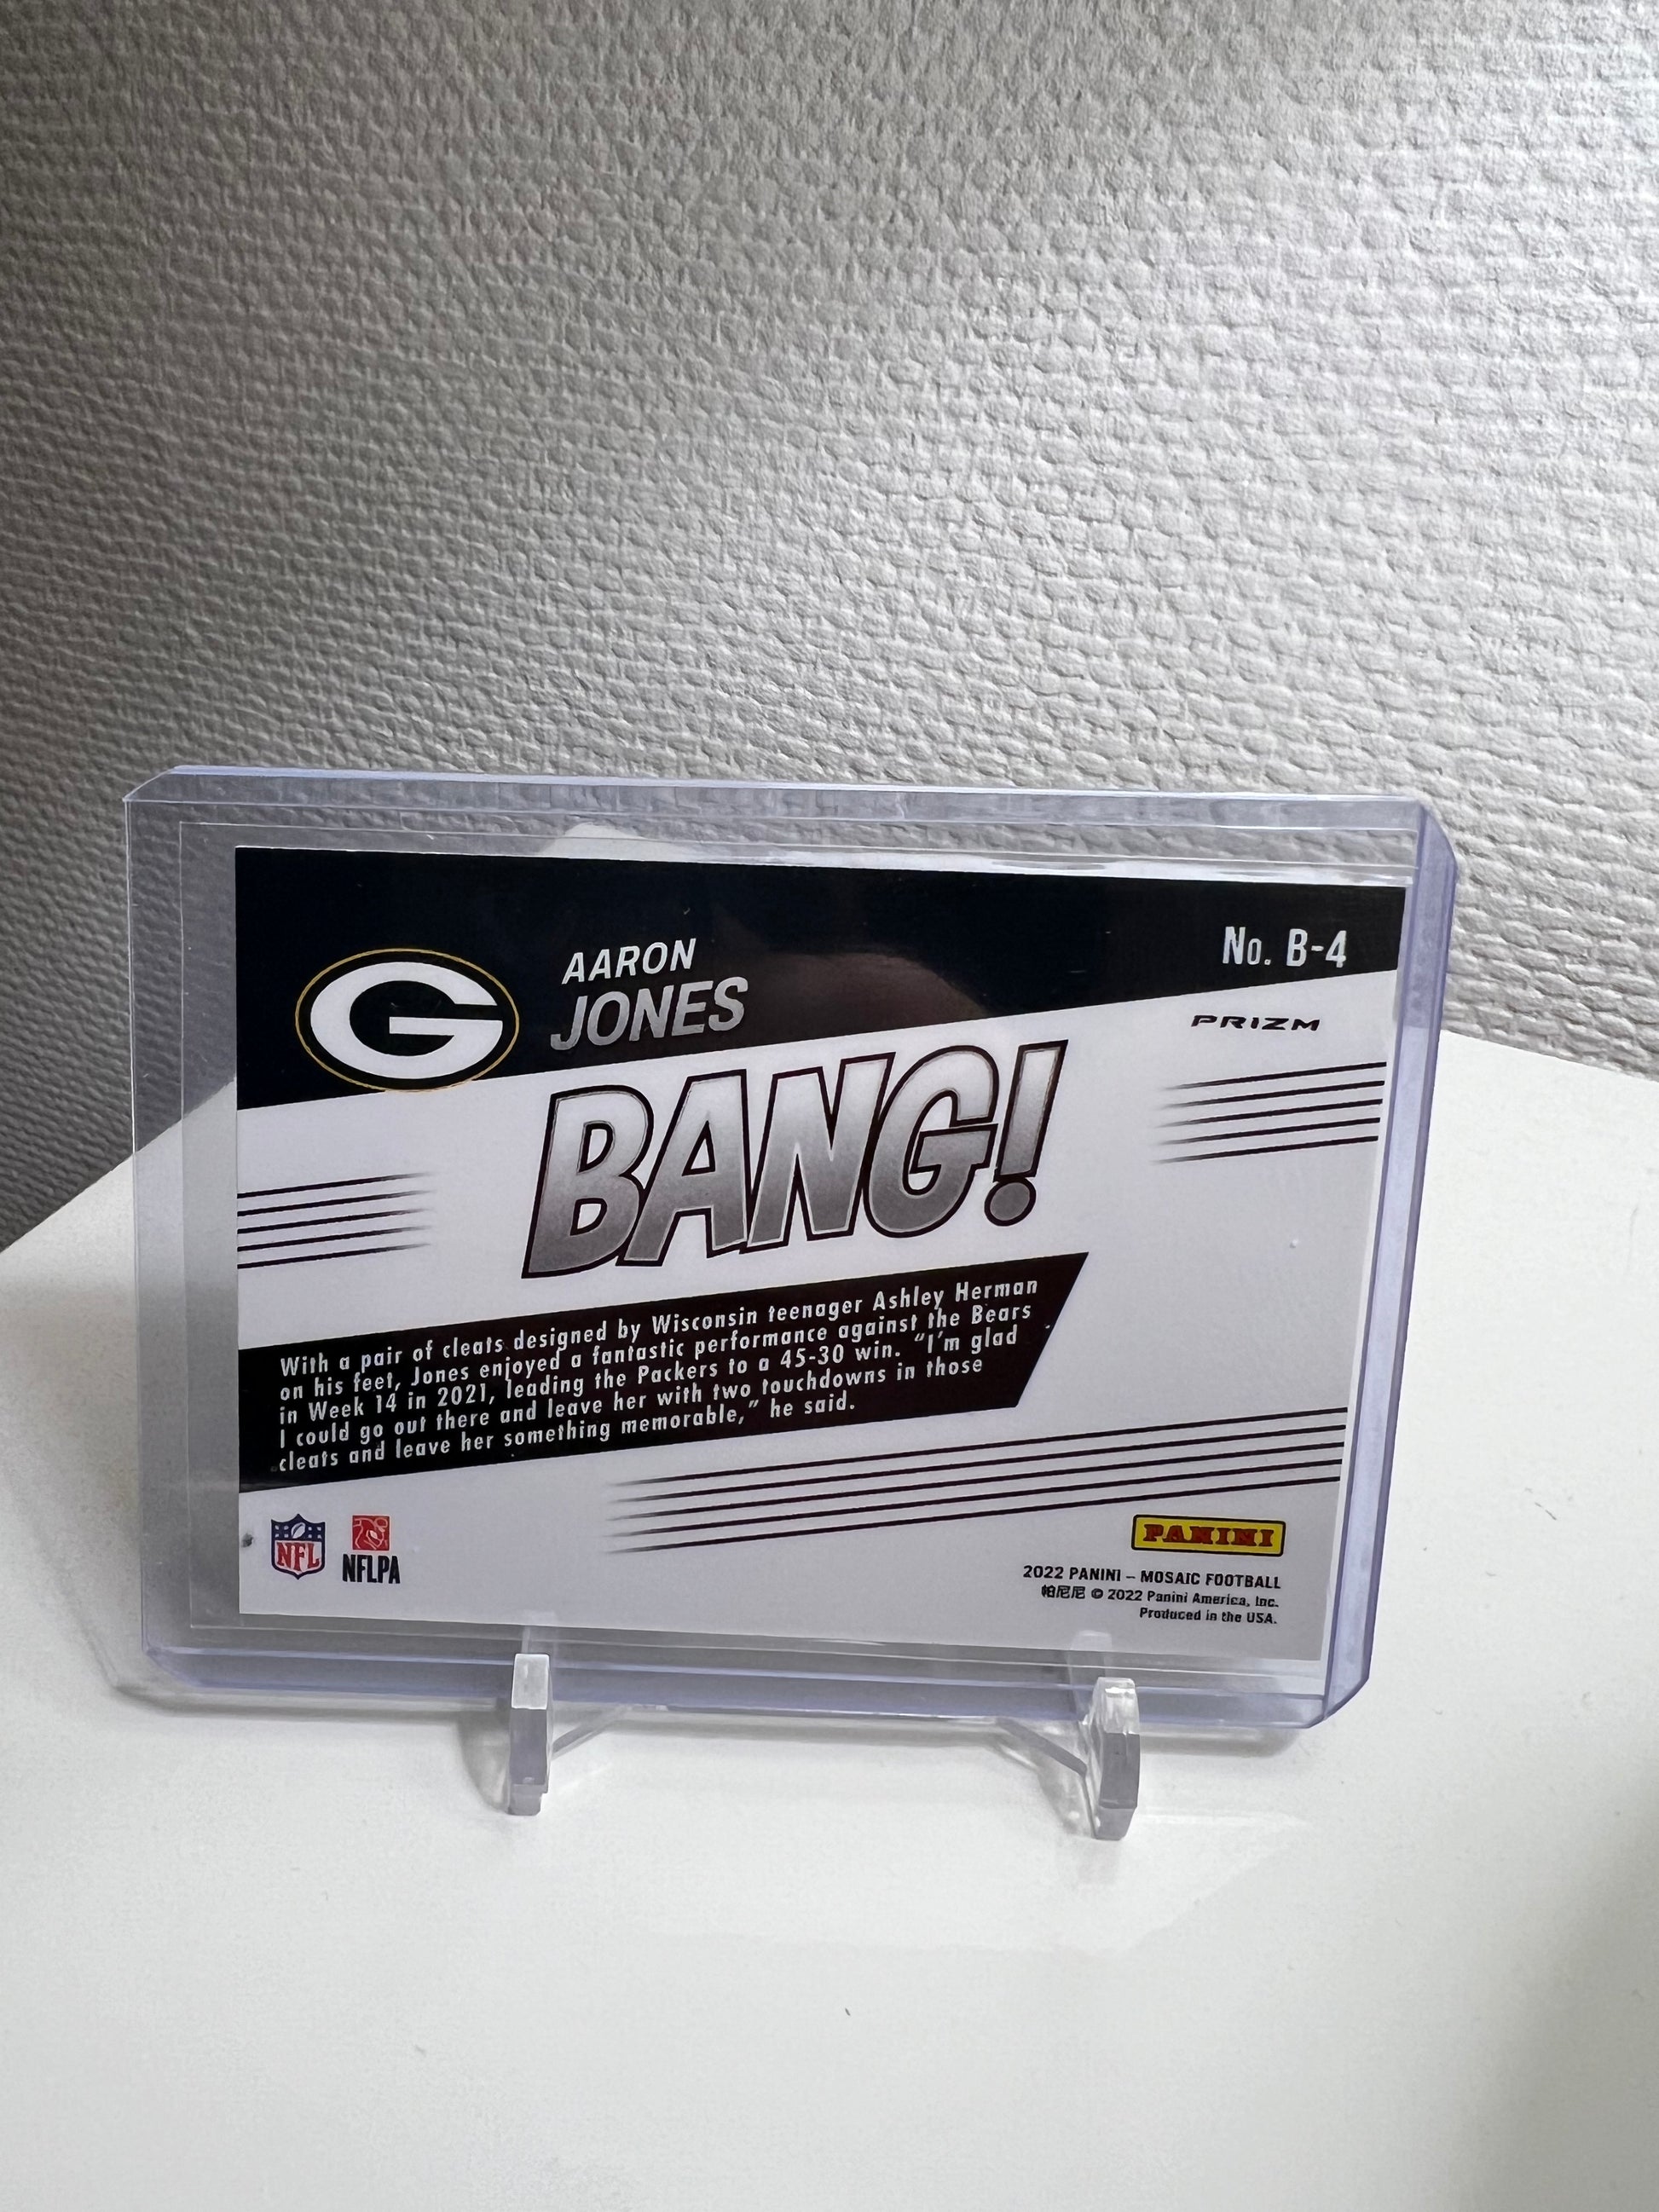 AARON
JONES
No. B-4
PRIZM
BANG!
With a pair of cleats designed by Wisconsin teenager Ashley Herman
on his feet, Jones enjoyed a fantastic performance against the Bears
in Week 14 in 2021, leading the Packers to a 45-30 win. “I’m glad
I could go out there and leave her with two touchdowns in those
cleats and leave her something memorable,” he said.
G
NFL
NFLPA
PANINI
2022 PANINI – MOSAIC FOOTBALL
帕尼尼 © 2022 Panini America, Inc.
Produced in the USA.